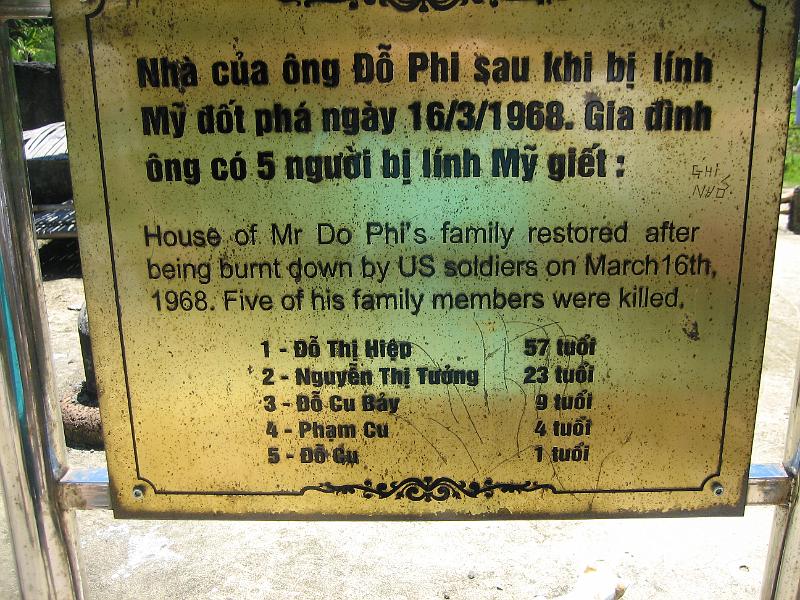 Nhà của ông Đỗ Phi sau khi bị lính
Mỹ đốt phá ngày 16/3/1968. Gia đình
ông có 5 người bị lính Mỹ giết :
GHI
NHỚ
House of Mr Do Phi's family restored after
being burnt down by US soldiers on March16th,
1968. Five of his family members were killed.
1 - Đỗ Thị Hiệp 57 tuổi
2 - Nguyễn Thị Tướng 23 tuổi
3 - Đỗ Cu Bảy 9 tuổi
4 - Phạm Cu 4 tuổi
5 - Đỗ Cu 1 tuổi